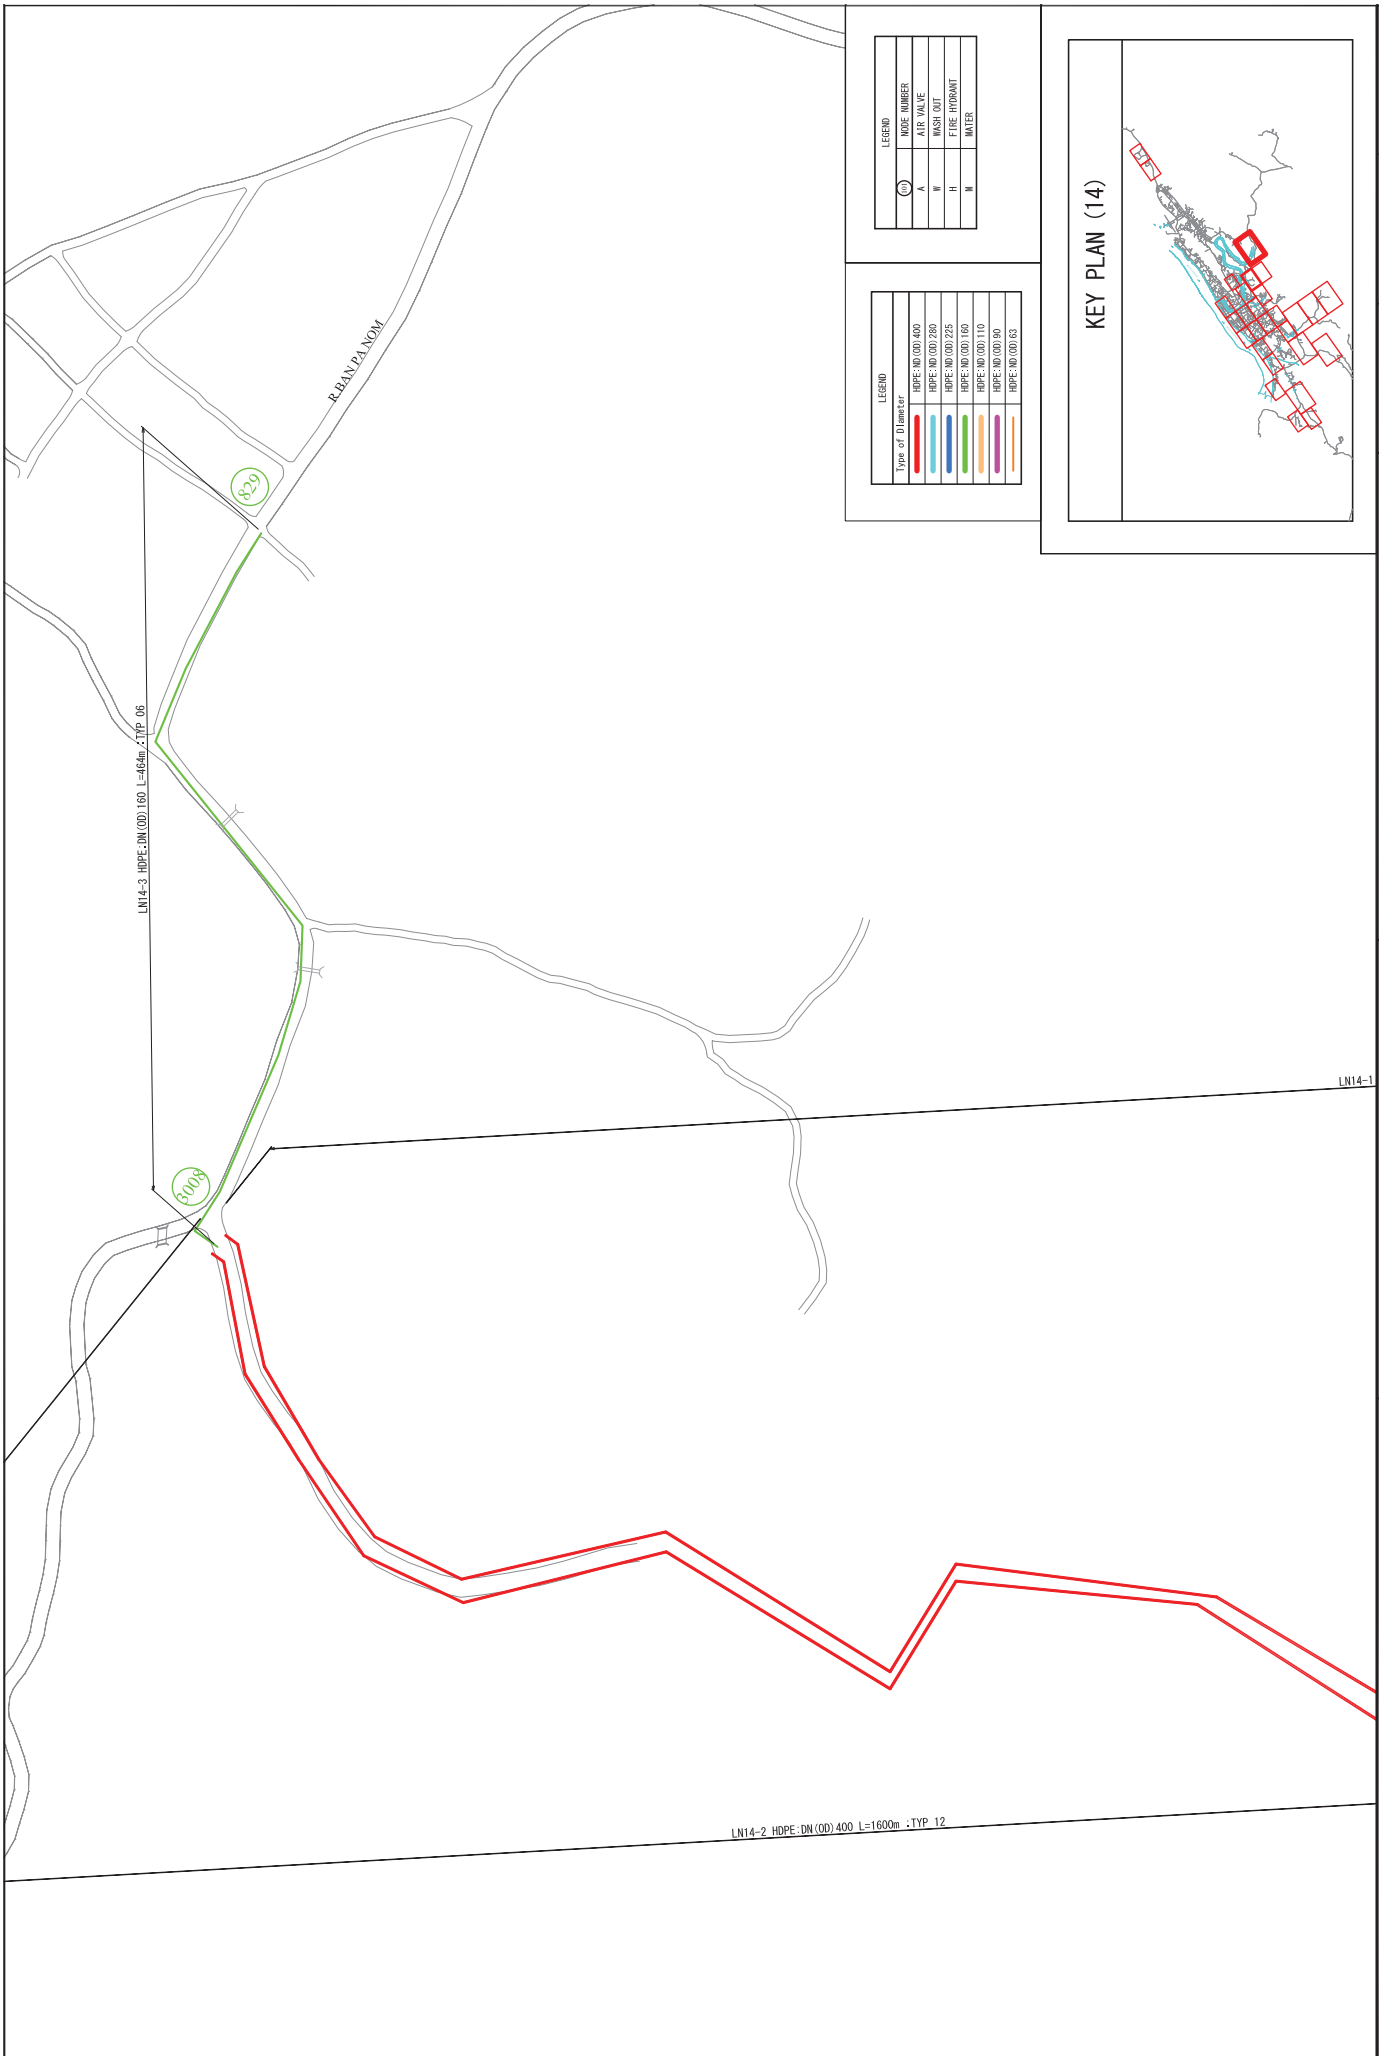 LEGEND
101 NODE NUMBER
A AIR VALVE
W WASH OUT
H FIRE HYDRANT
M MATER
LEGEND
Type of Diameter
HDPE:ND(OD)400
HDPE:ND(OD)280
HDPE:ND(OD)225
HDPE:ND(OD)160
HDPE:ND(OD)110
HDPE:ND(OD)90
HDPE:ND(OD)63
KEY PLAN (14)
R.BAN PA NOM
829
LN14-3 HDPE:DN(OD)160 L=464m :TYP 06
3008
LN14-1
LN14-2 HDPE:DN(OD)400 L=1600m :TYP 12